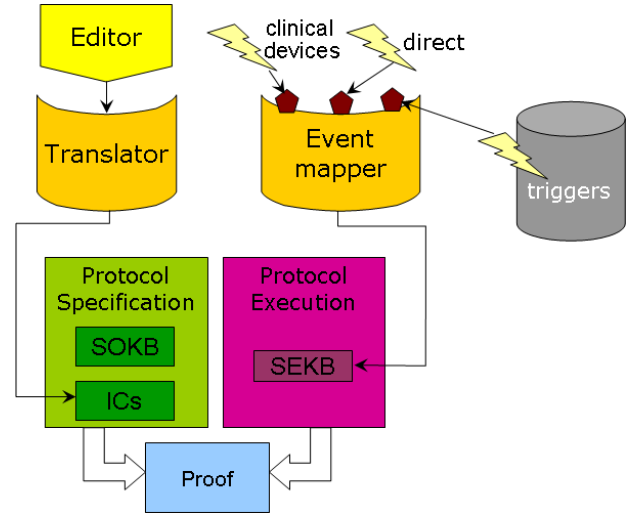 Editor
clinical
devices
direct
Translator
Event
mapper
triggers
Protocol
Specification
SOKB
ICs
Protocol
Execution
SEKB
Proof